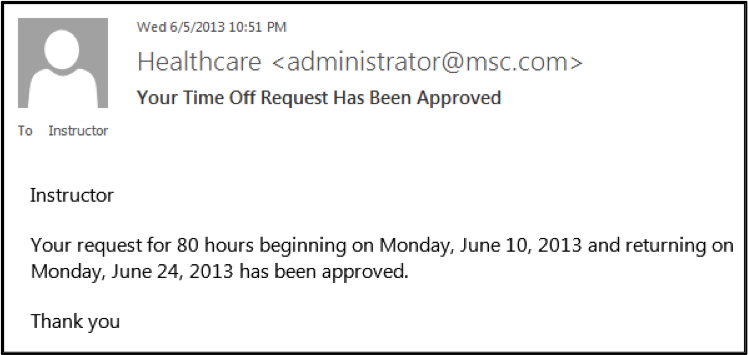 Wed 6/5/2013 10:51 PM
Healthcare <administrator@msc.com>
Your Time Off Request Has Been Approved
To Instructor
Instructor
Your request for 80 hours beginning on Monday, June 10, 2013 and returning on
Monday, June 24, 2013 has been approved.
Thank you